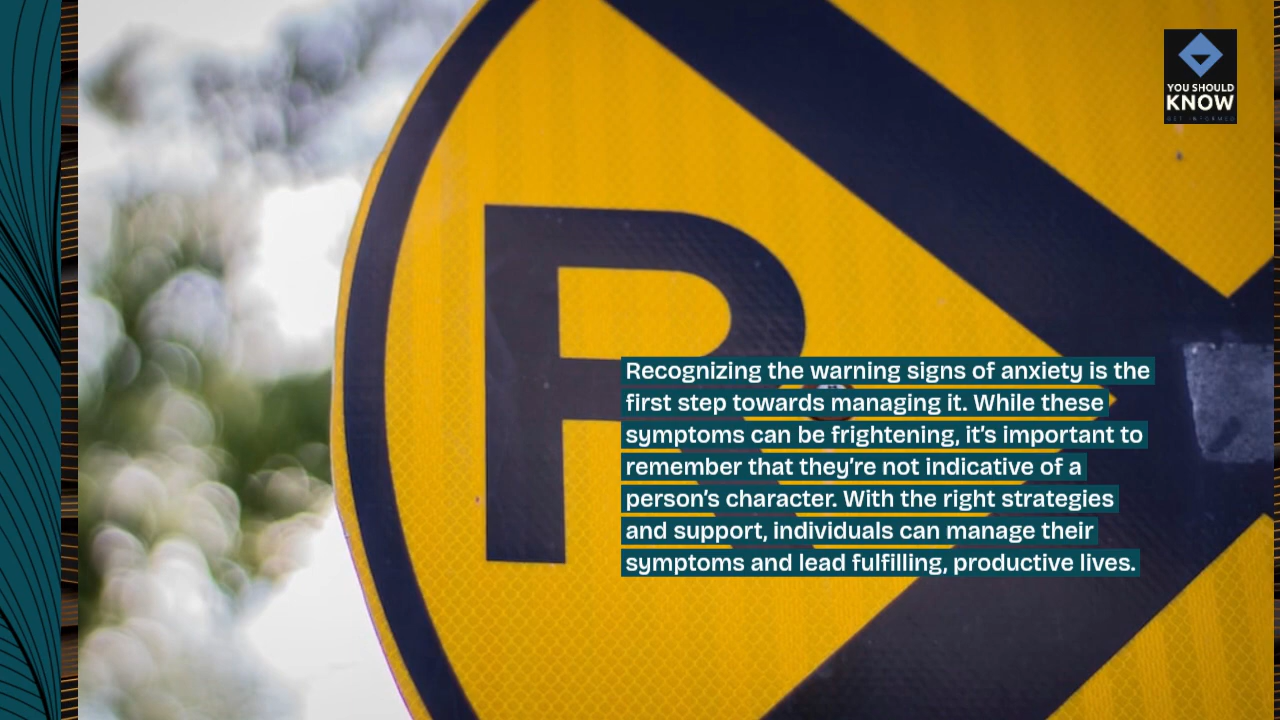 YOU SHOULD
KNOW
GET INFORMED
R
Recognizing the warning signs of anxiety is the
first step towards managing it. While these
symptoms can be frightening, it's important to
remember that they're not indicative of a
person's character. With the right strategies
and support, individuals can manage their
symptoms and lead fulfilling, productive lives.